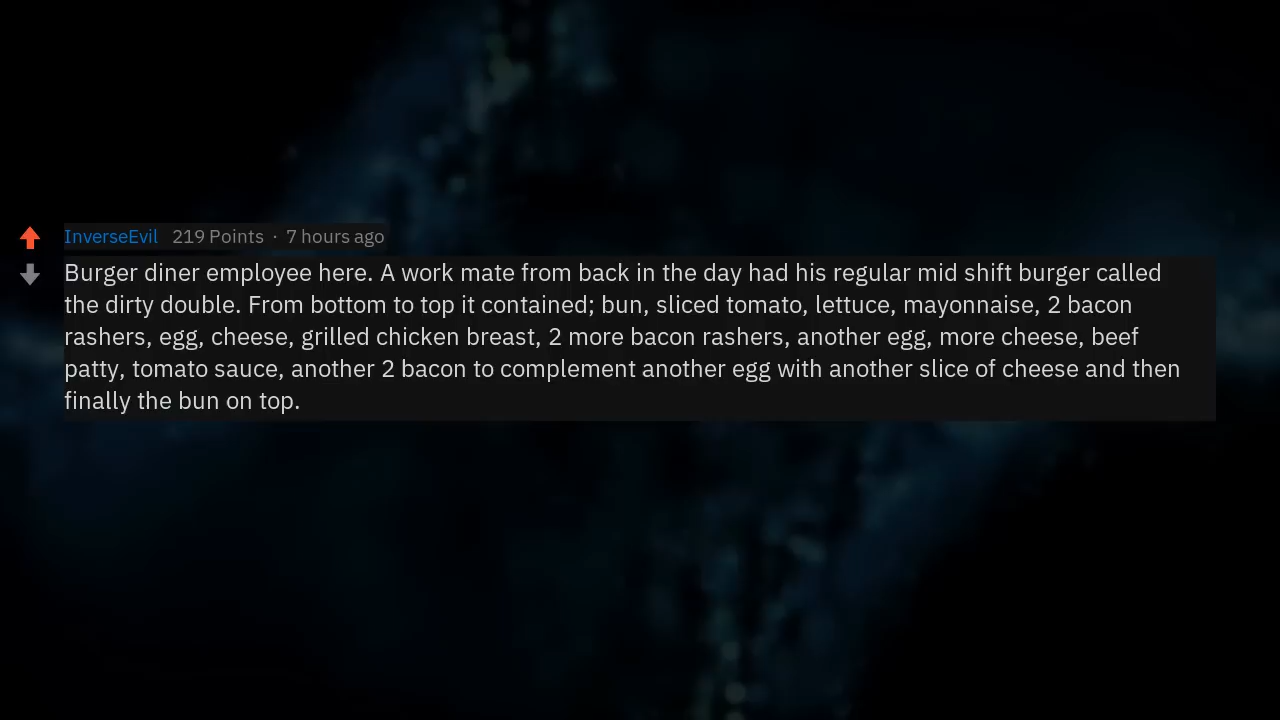 InverseEvil 219 Points · 7 hours ago
Burger diner employee here. A work mate from back in the day had his regular mid shift burger called
the dirty double. From bottom to top it contained; bun, sliced tomato, lettuce, mayonnaise, 2 bacon
rashers, egg, cheese, grilled chicken breast, 2 more bacon rashers, another egg, more cheese, beef
patty, tomato sauce, another 2 bacon to complement another egg with another slice of cheese and then
finally the bun on top.